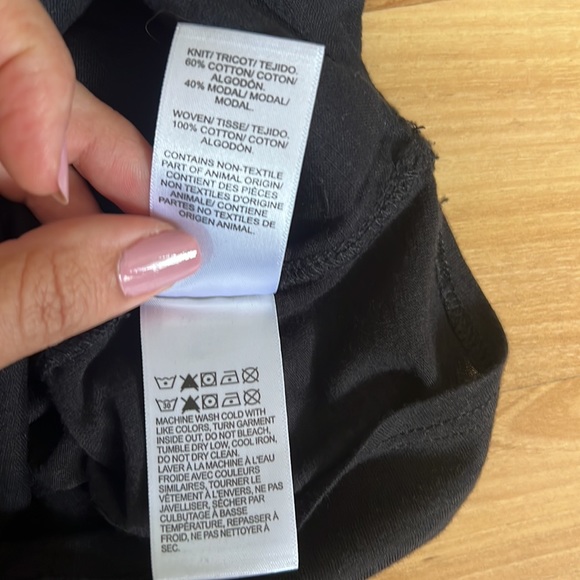 KNIT/ TRICOT/ TEJIDO.
60% COTTON/ COTON/
ALGODÓN.
40% MODAL/ MODAL/
MODAL.
WOVEN/ TISSE/ TEJIDO.
100% COTTON/ COTON/
ALGODÓN.
CONTAINS NON-TEXTILE
PART OF ANIMAL ORIGIN/
CONTIENT DES PIÈCES
NON TEXTILES D'ORIGINE
ANIMALE/ CONTIENE
PARTES NO TEXTILES DE
ORIGEN ANIMAL.
MACHINE WASH COLD WITH
LIKE COLORS, TURN GARMENT
INSIDE OUT, DO NOT BLEACH,
TUMBLE DRY LOW, COOL IRON,
DO NOT DRY CLEAN.
LAVER À LA MACHINE À L'EAU
FROIDE AVEC COULEURS
SIMILAIRES, TOURNER LE
VÊTEMENT À L'ENVERS, NE PAS
JAVELLISER, SÉCHER PAR
CULBUTAGE À BASSE
TEMPÉRATURE, REPASSER À
FROID, NE PAS NETTOYER À
SEC.